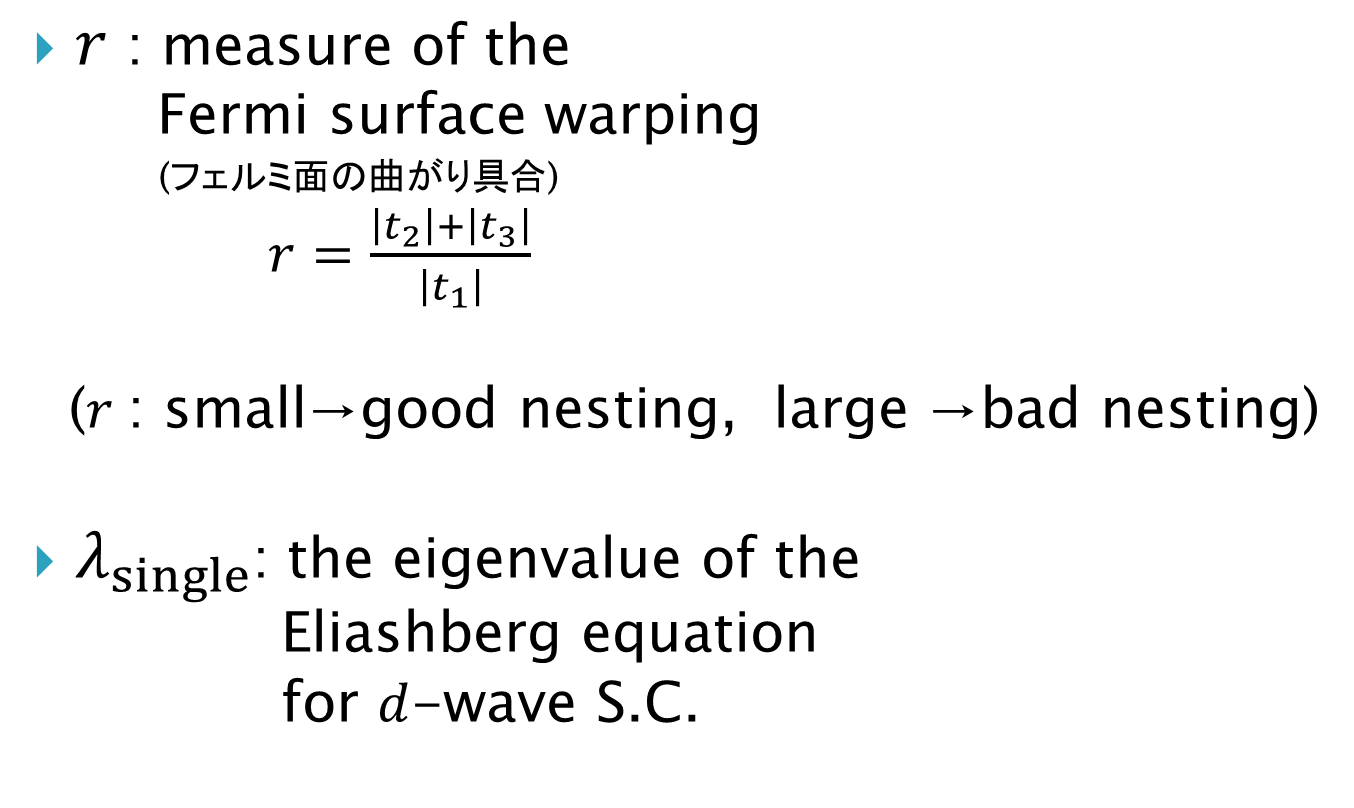 r : measure of the
Fermi surface warping
(フェルミ面の曲がり具合)
r = |t₂|+|t₃| / |t₁|
(r : small→good nesting, large →bad nesting)
λsingle: the eigenvalue of the
Eliashberg equation
for d-wave S.C.